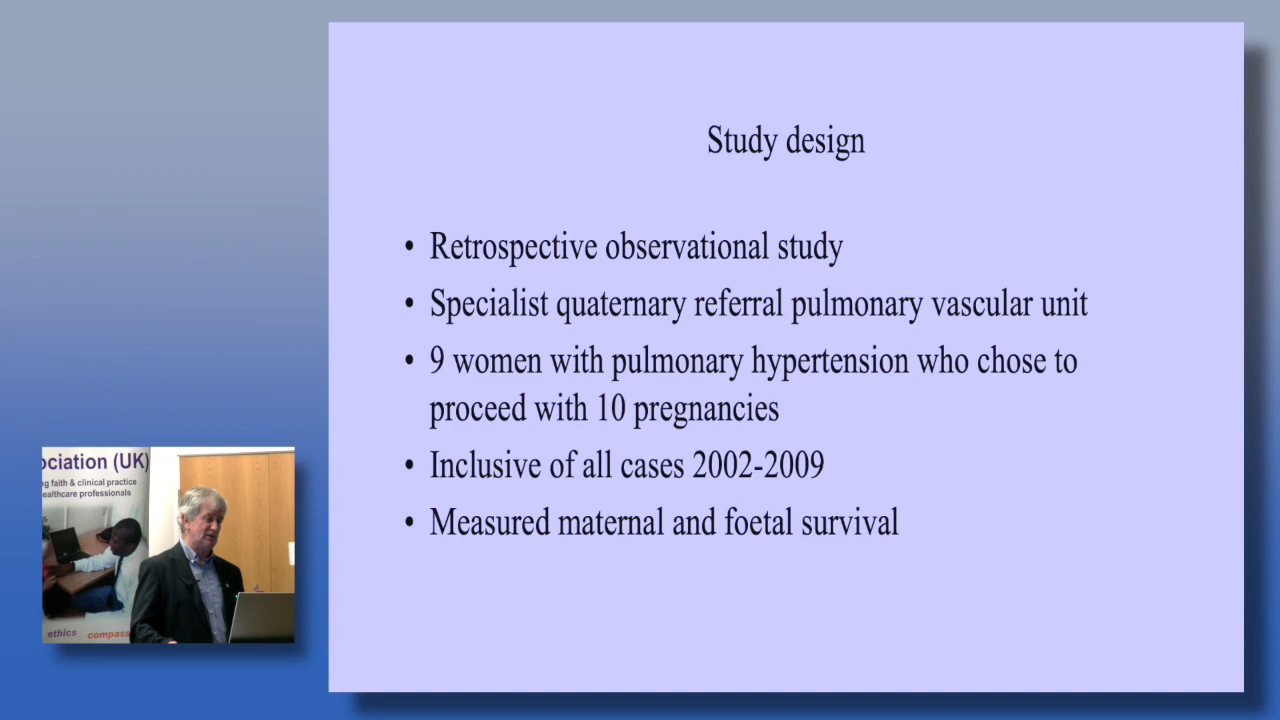 Study design
• Retrospective observational study
• Specialist quaternary referral pulmonary vascular unit
• 9 women with pulmonary hypertension who chose to
proceed with 10 pregnancies
• Inclusive of all cases 2002-2009
• Measured maternal and foetal survival
ociation (UK)
ng faith & clinical practice
ealthcare professionals
ethics compass